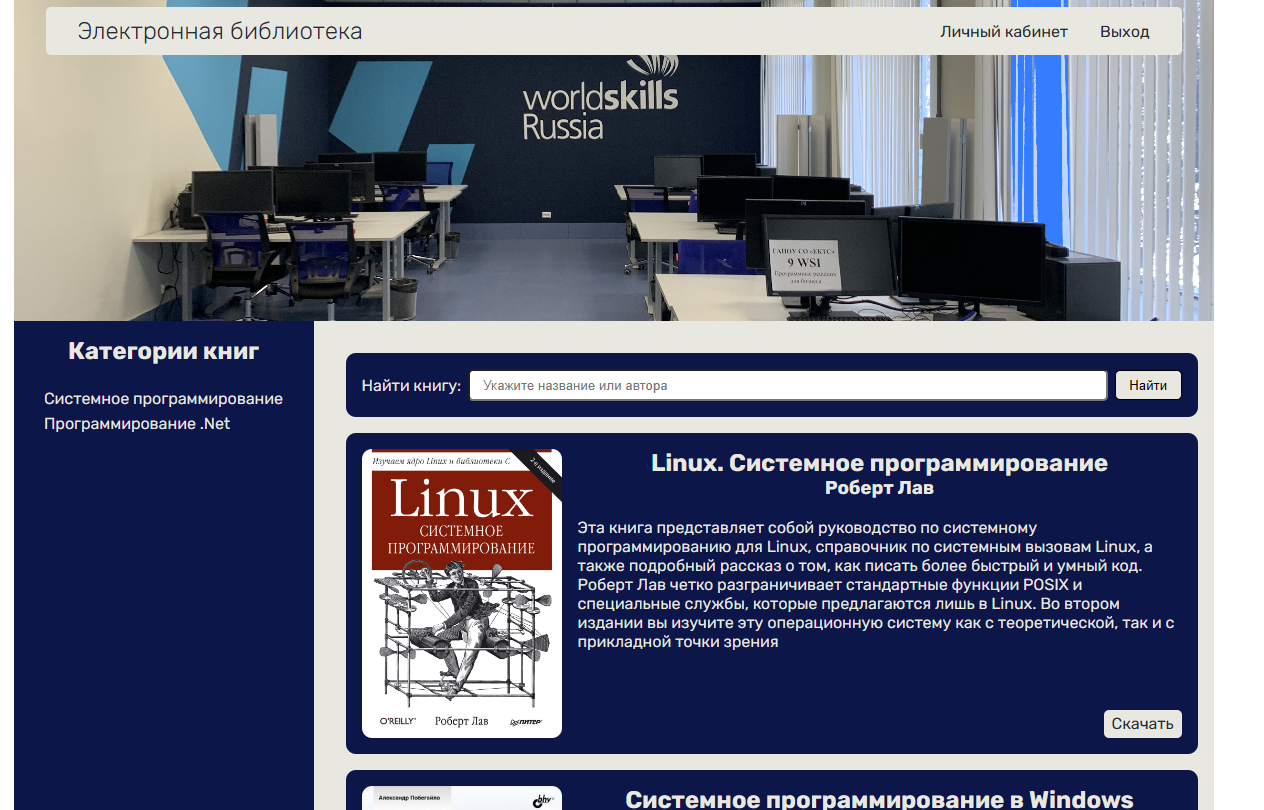 Электронная библиотека
Личный кабинет
Выход
worldskills
Russia
ГАПОУ СО «ЕКТС»
9 WSI
Программные решения
для бизнеса
Категории книг
Системное программирование
Программирование .Net
Найти книгу:
Укажите название или автора
Найти
Изучаем ядро Linux и библиотеки C
2-е издание
Linux
СИСТЕМНОЕ
ПРОГРАММИРОВАНИЕ
O'REILLY®
Роберт Лав
ПИТЕР
Linux. Системное программирование
Роберт Лав
Эта книга представляет собой руководство по системному
программированию для Linux, справочник по системным вызовам Linux, а
также подробный рассказ о том, как писать более быстрый и умный код.
Роберт Лав четко разграничивает стандартные функции POSIX и
специальные службы, которые предлагаются лишь в Linux. Во втором
издании вы изучите эту операционную систему как с теоретической, так и с
прикладной точки зрения
Скачать
Александр Побегайло
bhv
Системное программирование в Windows